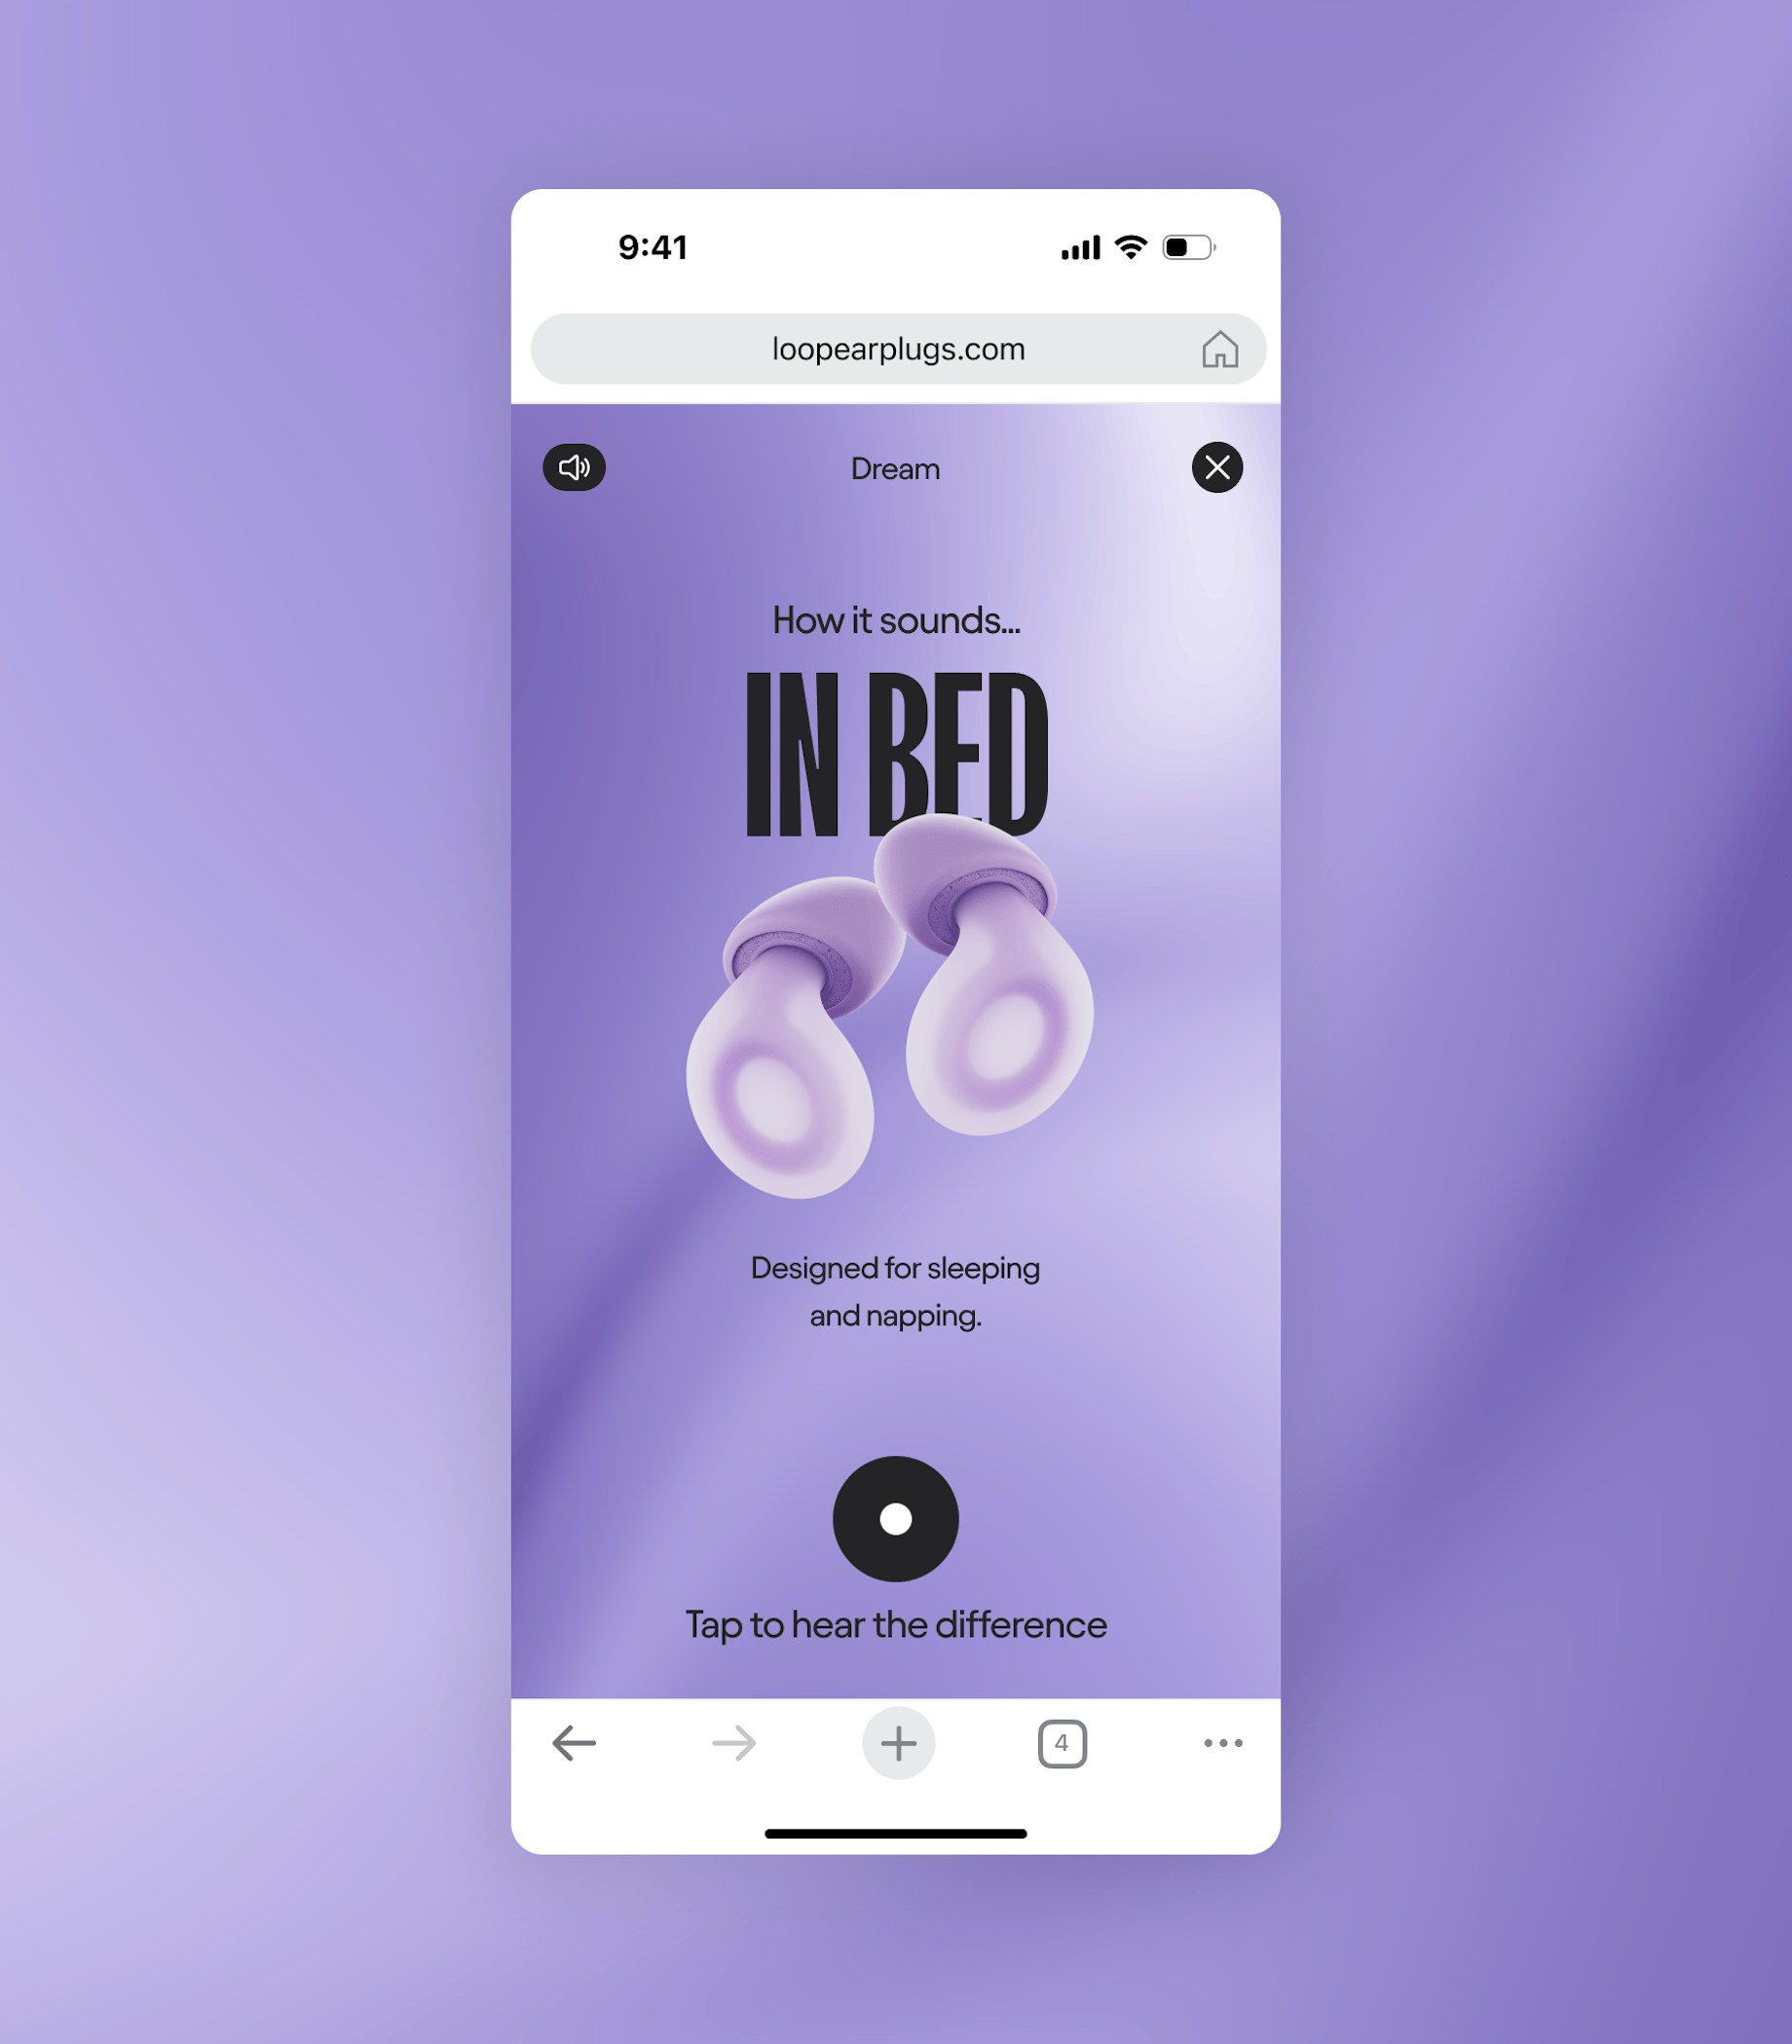 9:41
loopearplugs.com
Dream
How it sounds...
IN BED
Designed for sleeping
and napping.
Tap to hear the difference
4